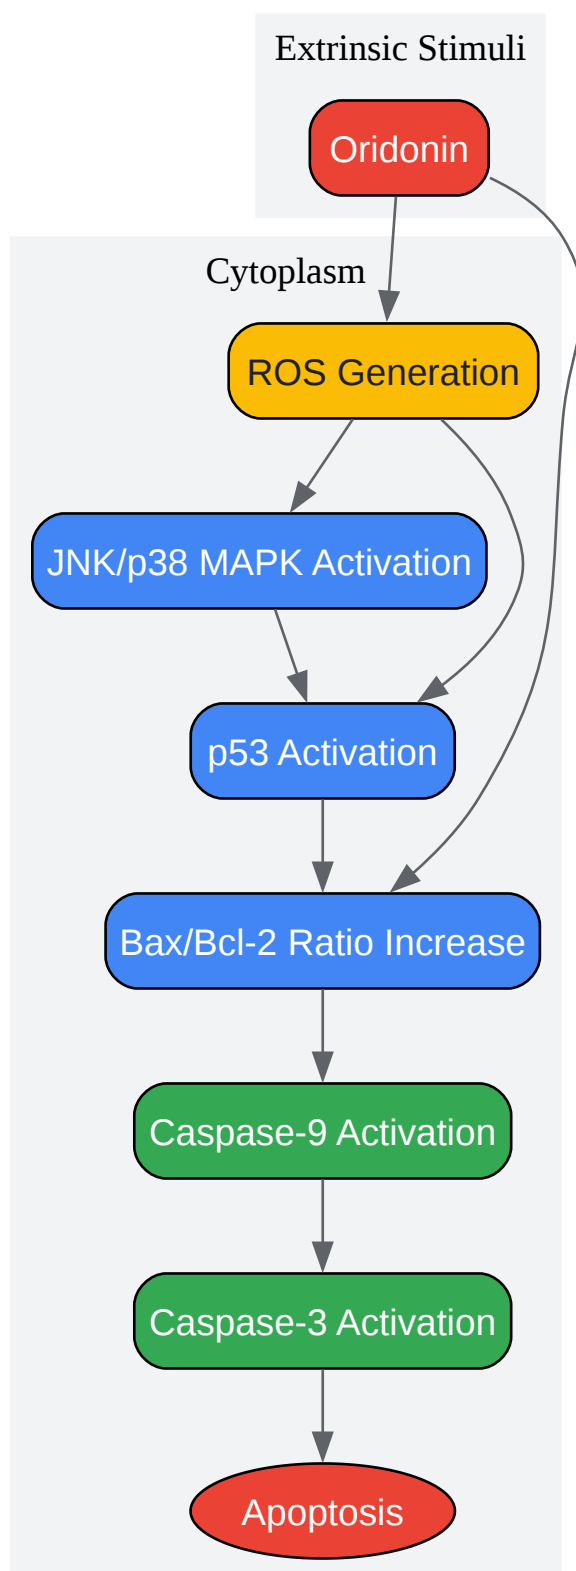 Extrinsic Stimuli
Oridonin
Cytoplasm
ROS Generation
JNK/p38 MAPK Activation
p53 Activation
Bax/Bcl-2 Ratio Increase
Caspase-9 Activation
Caspase-3 Activation
Apoptosis